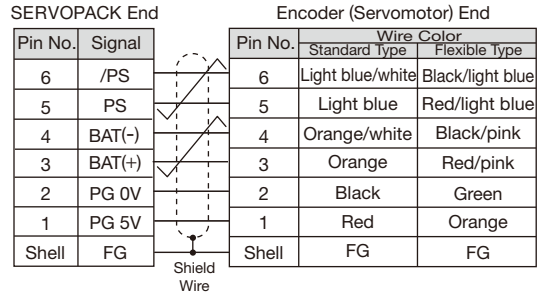 SERVOPACK End Encoder (Servomotor) End
Pin No. Signal Pin No. Wire Color
Standard Type Flexible Type
6 /PS 6 Light blue/white Black/light blue
5 PS 5 Light blue Red/light blue
4 BAT(-) 4 Orange/white Black/pink
3 BAT(+) 3 Orange Red/pink
2 PG 0V 2 Black Green
1 PG 5V 1 Red Orange
Shell FG Shell FG FG
Shield
Wire